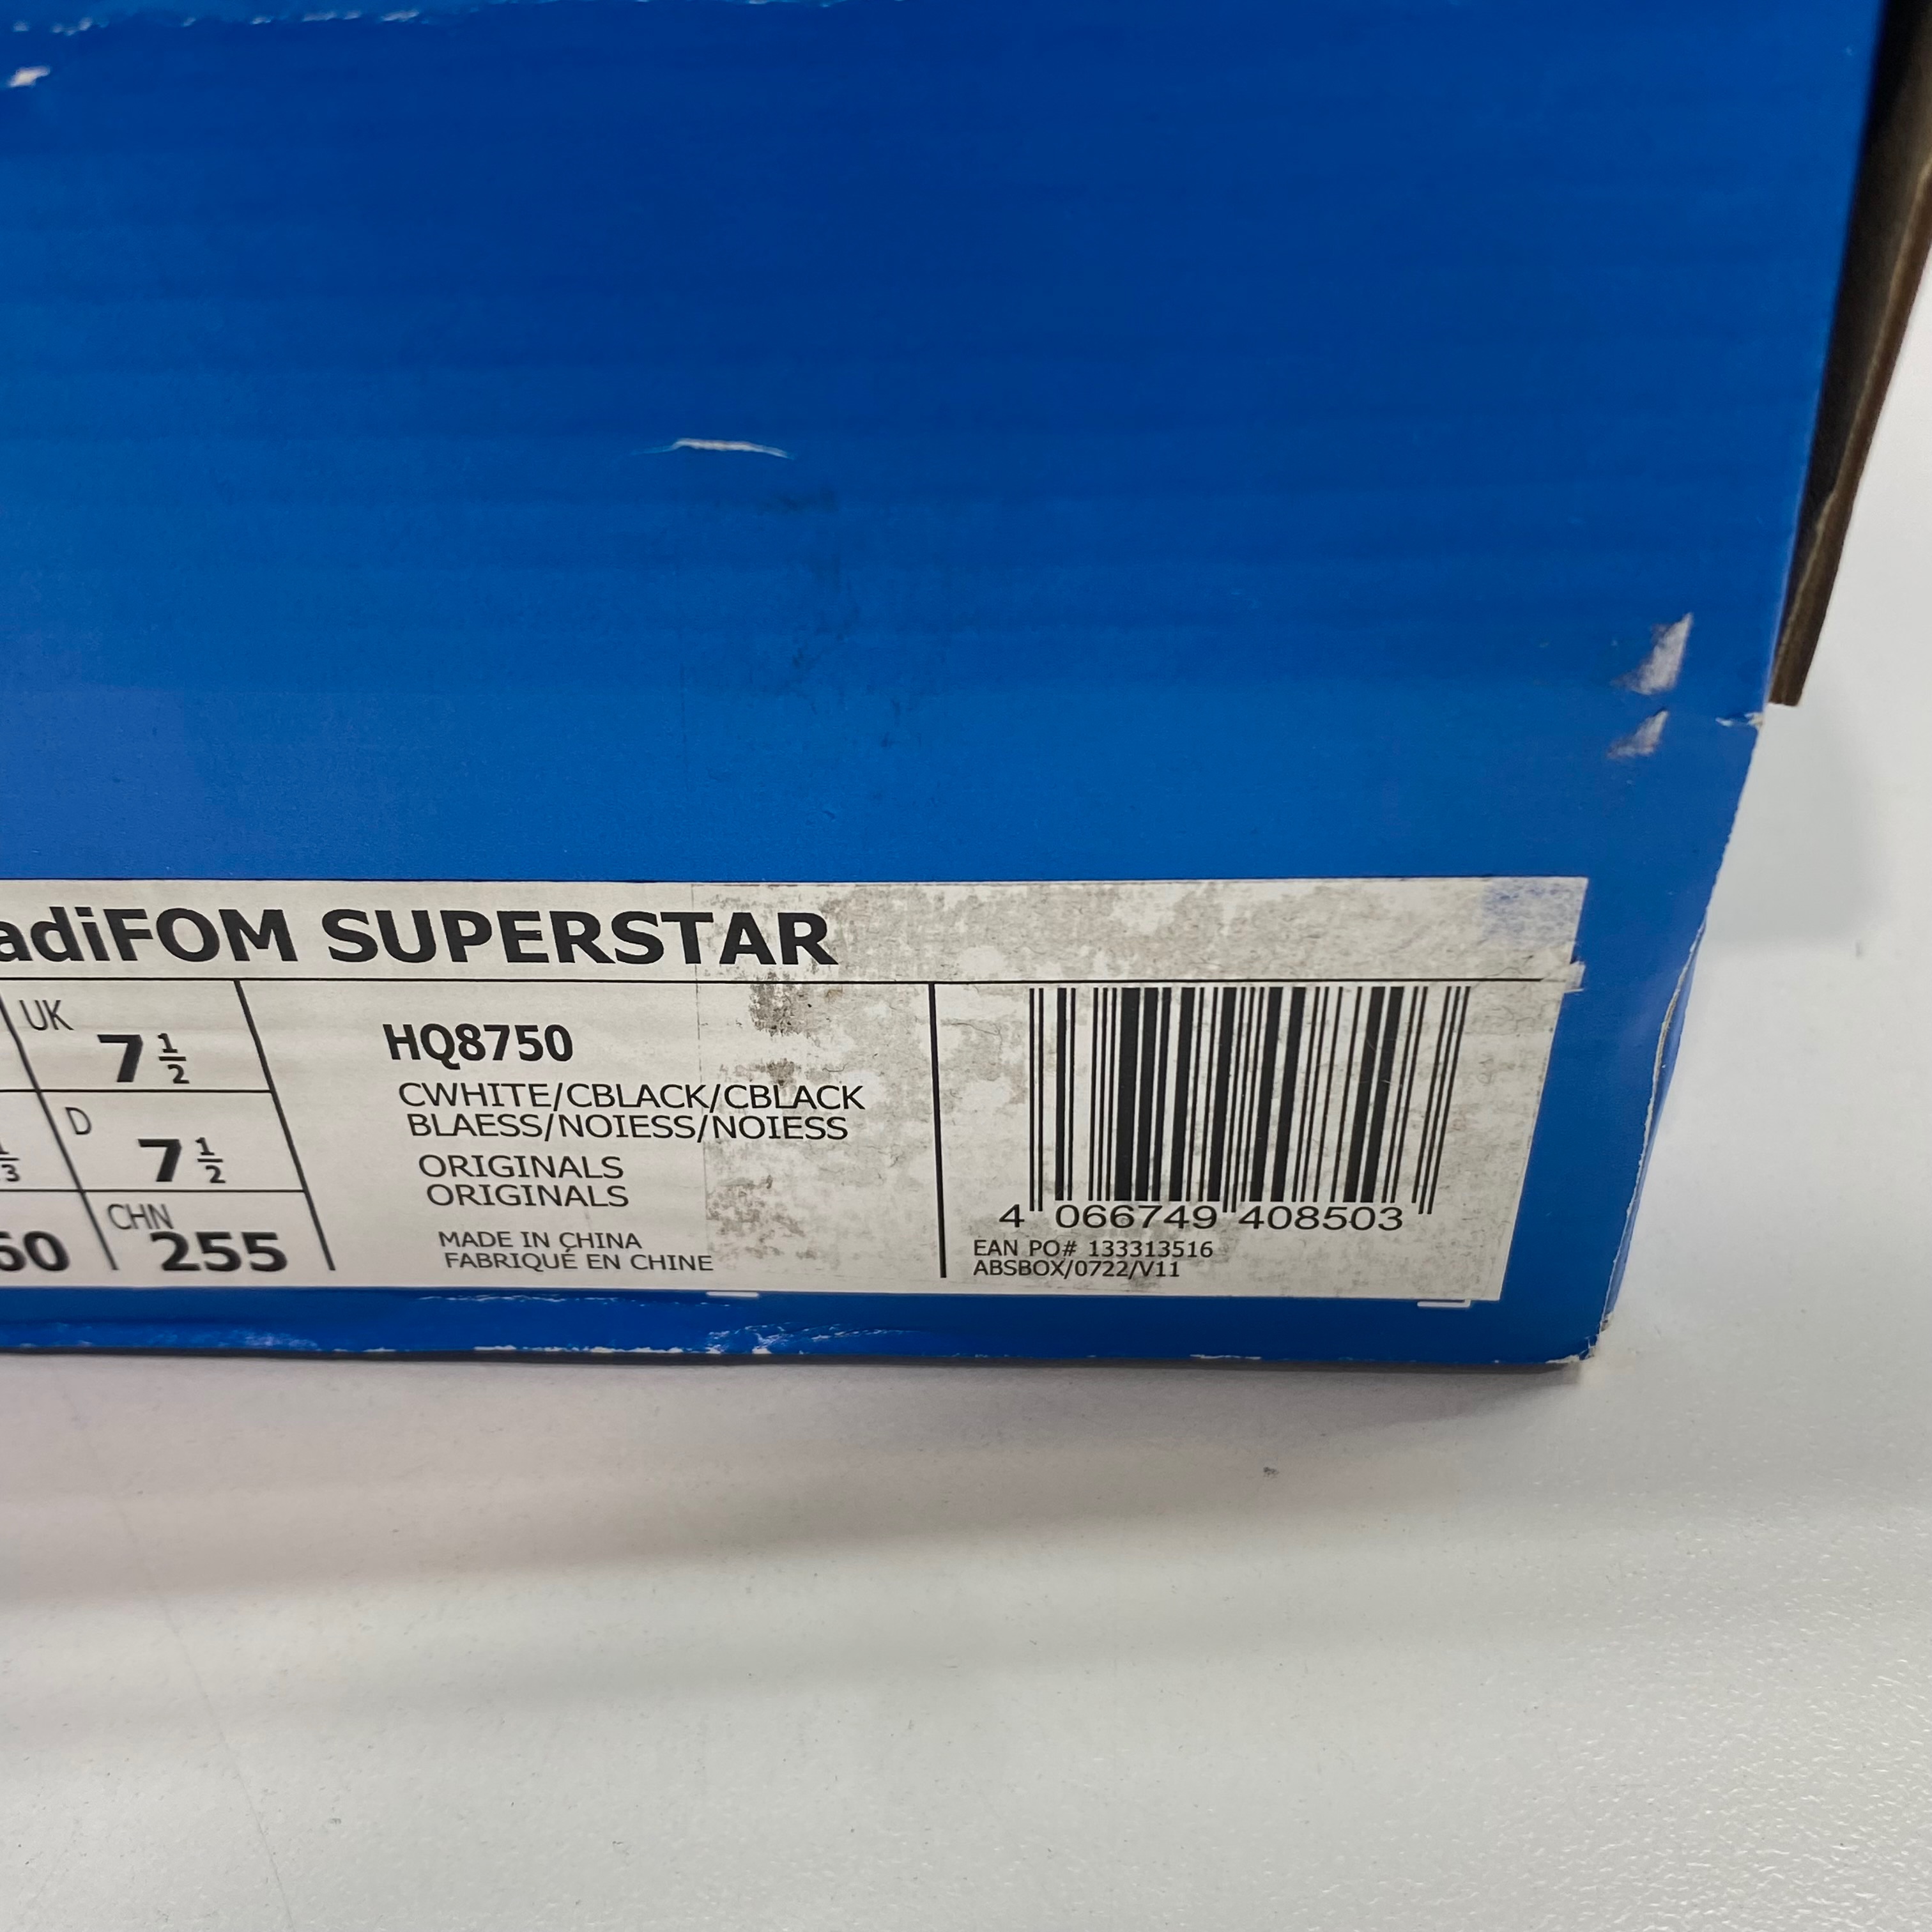 adiFOM SUPERSTAR
UK 7 1/2
D 7 1/2
CHN 255
HQ8750
CWHITE/CBLACK/CBLACK
BLAESS/NOIESS/NOIESS
ORIGINALS
ORIGINALS
MADE IN CHINA
FABRIQUÉ EN CHINE
4 066749 408503
EAN PO# 133313516
ABSBOX/0722/V11